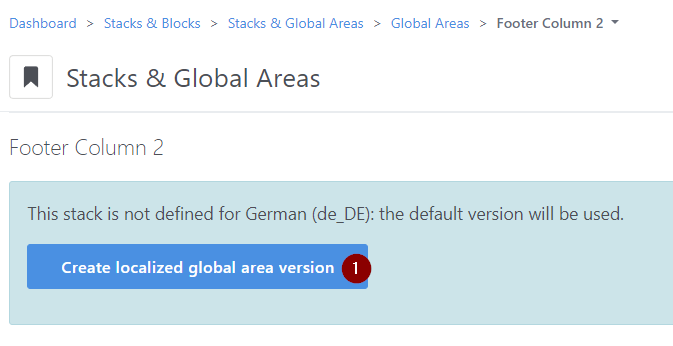 Dashboard > Stacks & Blocks > Stacks & Global Areas > Global Areas > Footer Column 2
Stacks & Global Areas
Footer Column 2
This stack is not defined for German (de_DE): the default version will be used.
Create localized global area version 1